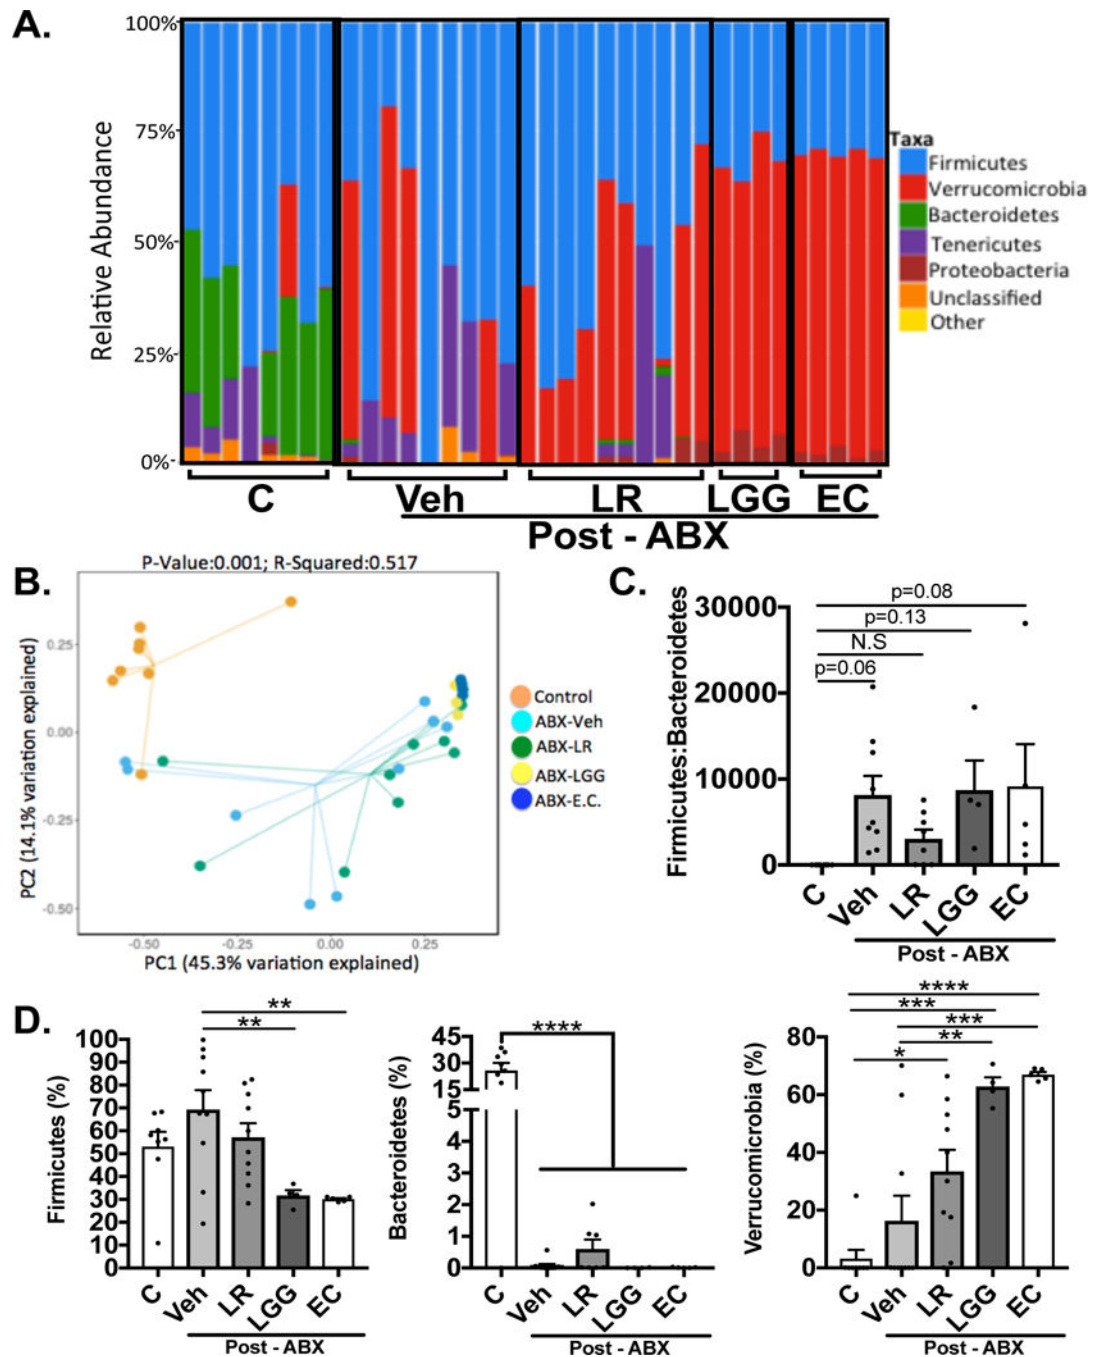 A.
100%
75%
50%
25%
0%
Relative Abundance
Taxa
Firmicutes
Verrucomicrobia
Bacteroidetes
Tenericutes
Proteobacteria
Unclassified
Other
C Veh LR LGG EC
Post - ABX
B.
P-Value:0.001; R-Squared:0.517
0.25
0.00
-0.25
-0.50
PC2 (14.1% variation explained)
-0.50 -0.25 0.00 0.25
PC1 (45.3% variation explained)
Control
ABX-Veh
ABX-LR
ABX-LGG
ABX-E.C.
C.
Firmicutes:Bacteroidetes
30000
20000
10000
0
p=0.08
p=0.13
N.S
p=0.06
C Veh LR LGG EC
Post - ABX
D.
Firmicutes (%)
100
90
80
70
60
50
40
30
20
10
0
**
**
C Veh LR LGG EC
Post - ABX
Bacteroidetes (%)
45
30
15
5
4
3
2
1
0
****
C Veh LR LGG EC
Post - ABX
Verrucomicrobia (%)
80
60
40
20
0
****
***
***
**
*
C Veh LR LGG EC
Post - ABX